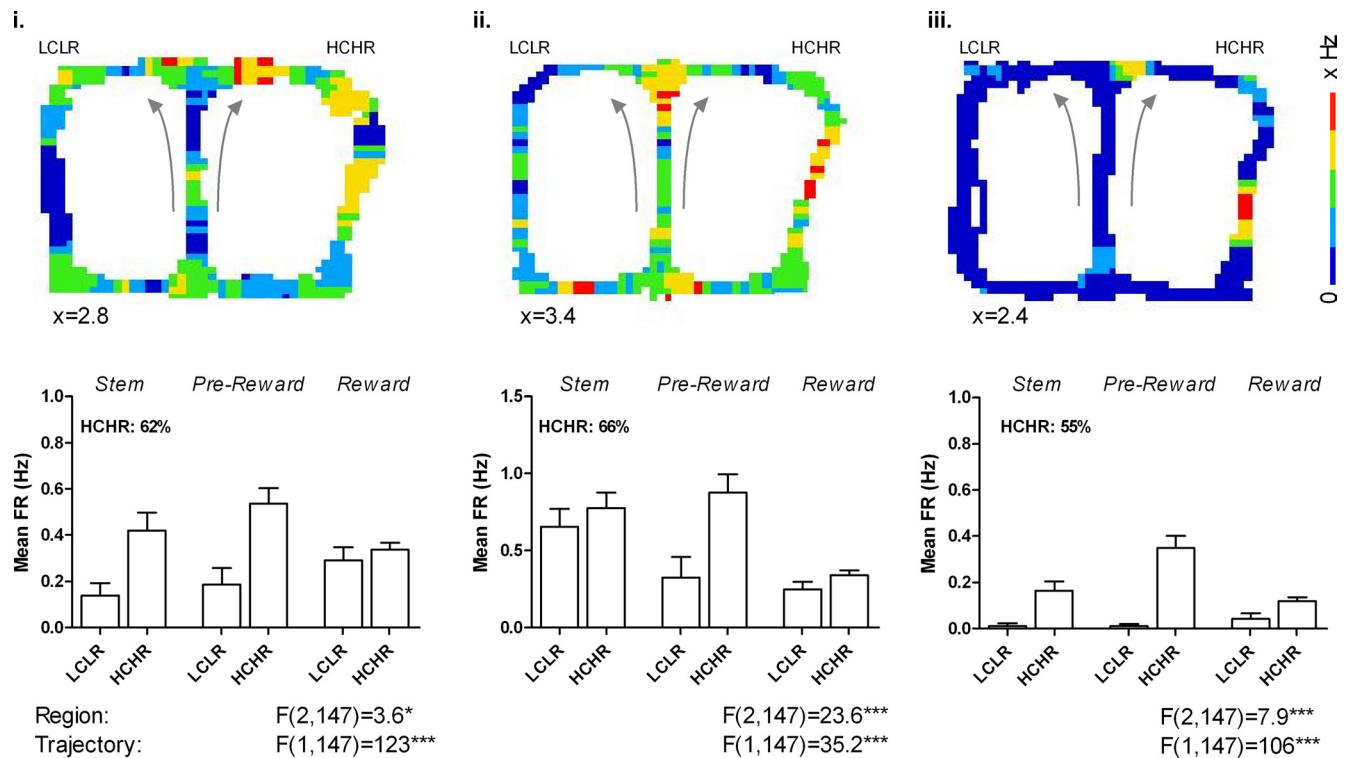 i.
LCLR HCHR
x=2.8
Stem Pre-Reward Reward
HCHR: 62%
Mean FR (Hz)
1.0
0.8
0.6
0.4
0.2
0.0
LCLR HCHR LCLR HCHR LCLR HCHR
Region: F(2,147)=3.6*
Trajectory: F(1,147)=123***
ii.
LCLR HCHR
x=3.4
Stem Pre-Reward Reward
HCHR: 66%
Mean FR (Hz)
1.5
1.0
0.5
0.0
LCLR HCHR LCLR HCHR LCLR HCHR
F(2,147)=23.6***
F(1,147)=35.2***
iii.
LCLR HCHR
x=2.4
x Hz
0
Stem Pre-Reward Reward
HCHR: 55%
Mean FR (Hz)
1.0
0.8
0.6
0.4
0.2
0.0
LCLR HCHR LCLR HCHR LCLR HCHR
F(2,147)=7.9***
F(1,147)=106***